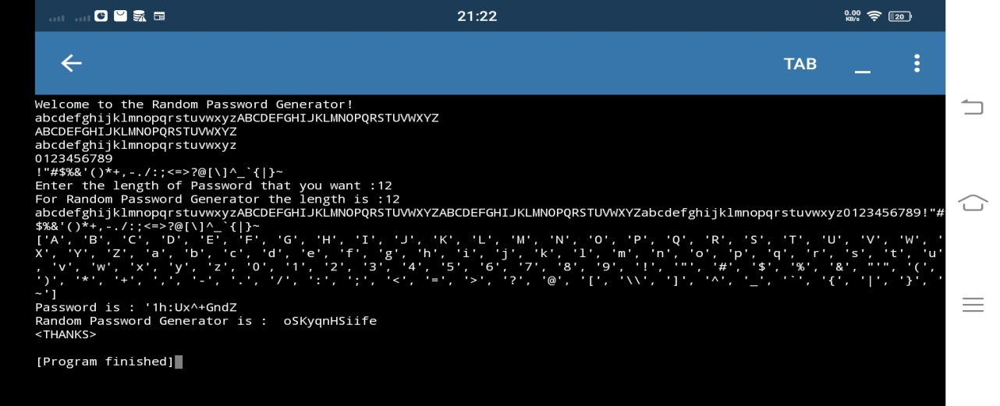 21:22
0.00
KB/s
20
TAB
Welcome to the Random Password Generator!
abcdefghijklmnopqrstuvwxyzABCDEFGHIJKLMNOPQRSTUVWXYZ
ABCDEFGHIJKLMNOPQRSTUVWXYZ
abcdefghijklmnopqrstuvwxyz
0123456789
!"#$%&'()*+,-./:;<=>?@[\]^_`{|}~
Enter the length of Password that you want :12
For Random Password Generator the length is :12
abcdefghijklmnopqrstuvwxyzABCDEFGHIJKLMNOPQRSTUVWXYZABCDEFGHIJKLMNOPQRSTUVWXYZabcdefghijklmnopqrstuvwxyz0123456789!"#
$%&'()*+,-./:;<=>?@[\]^_`{|}~
['A', 'B', 'C', 'D', 'E', 'F', 'G', 'H', 'I', 'J', 'K', 'L', 'M', 'N', 'O', 'P', 'Q', 'R', 'S', 'T', 'U', 'V', 'W', '
X', 'Y', 'Z', 'a', 'b', 'c', 'd', 'e', 'f', 'g', 'h', 'i', 'j', 'k', 'l', 'm', 'n', 'o', 'p', 'q', 'r', 's', 't', 'u'
, 'v', 'w', 'x', 'y', 'z', '0', '1', '2', '3', '4', '5', '6', '7', '8', '9', '!', '"', '#', '$', '%', '&', "'", '(',
')', '*', '+', ',', '-', '.', '/', ':', ';', '<', '=', '>', '?', '@', '[', '\\', ']', '^', '_', '`', '{', '|', '}', '
~']
Password is : '1h:Ux^+GndZ
Random Password Generator is :  oSKyqnHSiife
<THANKS>
[Program finished]